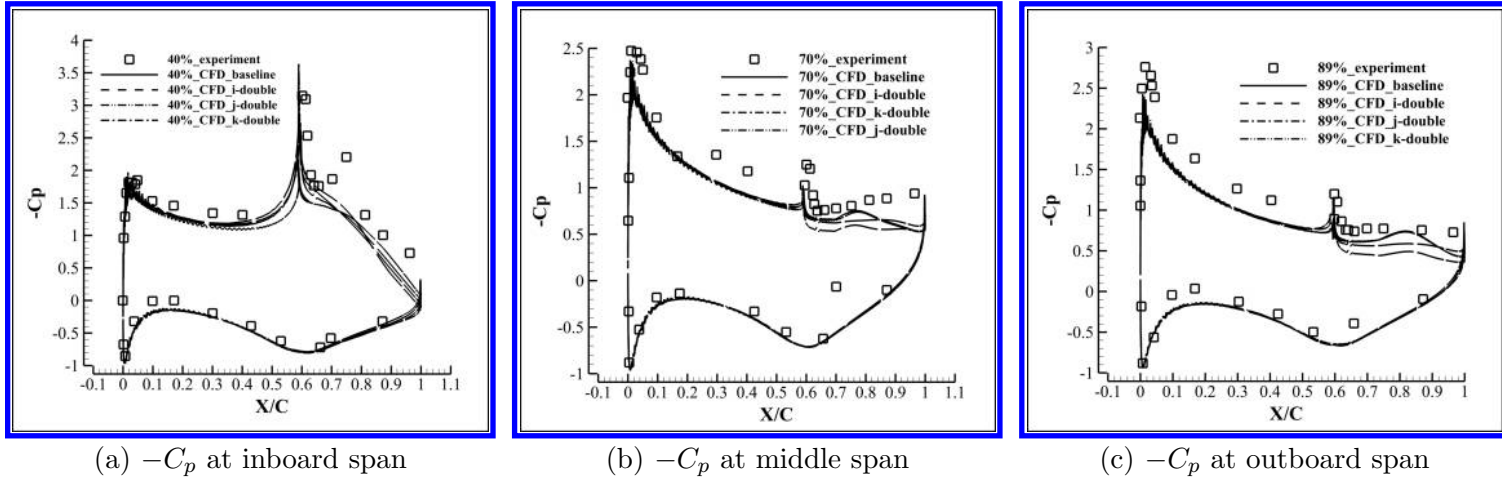 40%_experiment
40%_CFD_baseline
40%_CFD_i-double
40%_CFD_j-double
40%_CFD_k-double
-Cp
4
3.5
3
2.5
2
1.5
1
0.5
0
-0.5
-1
-0.1 0 0.1 0.2 0.3 0.4 0.5 0.6 0.7 0.8 0.9 1 1.1
X/C
(a) −Cp at inboard span
70%_experiment
70%_CFD_baseline
70%_CFD_i-double
70%_CFD_k-double
70%_CFD_j-double
-Cp
2.5
2
1.5
1
0.5
0
-0.5
-1
-0.1 0 0.1 0.2 0.3 0.4 0.5 0.6 0.7 0.8 0.9 1 1.1
X/C
(b) −Cp at middle span
89%_experiment
89%_CFD_baseline
89%_CFD_i-double
89%_CFD_j-double
89%_CFD_k-double
-Cp
3
2.5
2
1.5
1
0.5
0
-0.5
-1
-0.1 0 0.1 0.2 0.3 0.4 0.5 0.6 0.7 0.8 0.9 1
X/C
(c) −Cp at outboard span